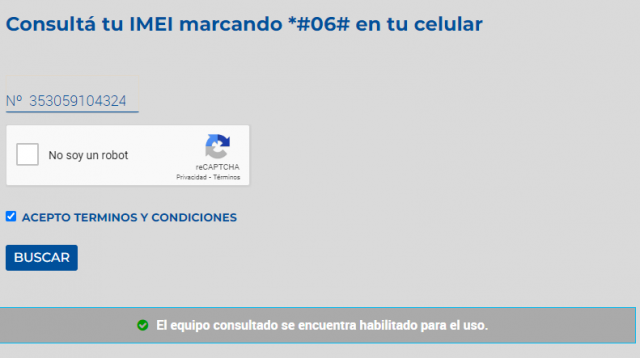 Consultá tu IMEI marcando *#06# en tu celular
Nº 353059104324
No soy un robot
reCAPTCHA
Privacidad - Términos
ACEPTO TERMINOS Y CONDICIONES
BUSCAR
El equipo consultado se encuentra habilitado para el uso.